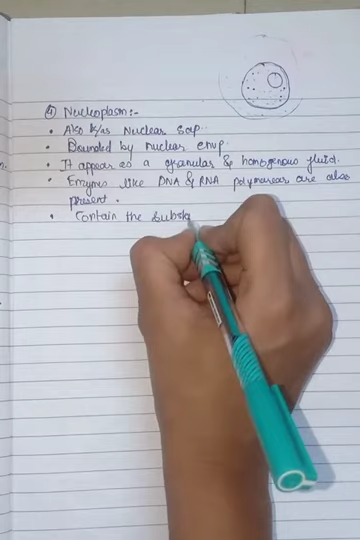 ④ Nucleoplasm:-
• Also k/as Nuclear Sap.
• Bounded by nuclear envp.
• It appears as a granular & homogenous fluid.
• Enzymes like DNA & RNA polymerases are also
present.
• Contain the Substa